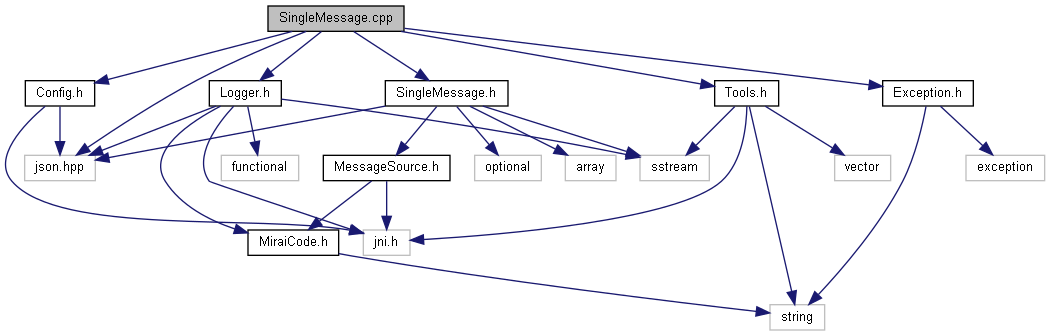 SingleMessage.cpp
Config.h
Logger.h
SingleMessage.h
Tools.h
Exception.h
json.hpp
functional
MessageSource.h
optional
array
sstream
vector
exception
MiraiCode.h
jni.h
string